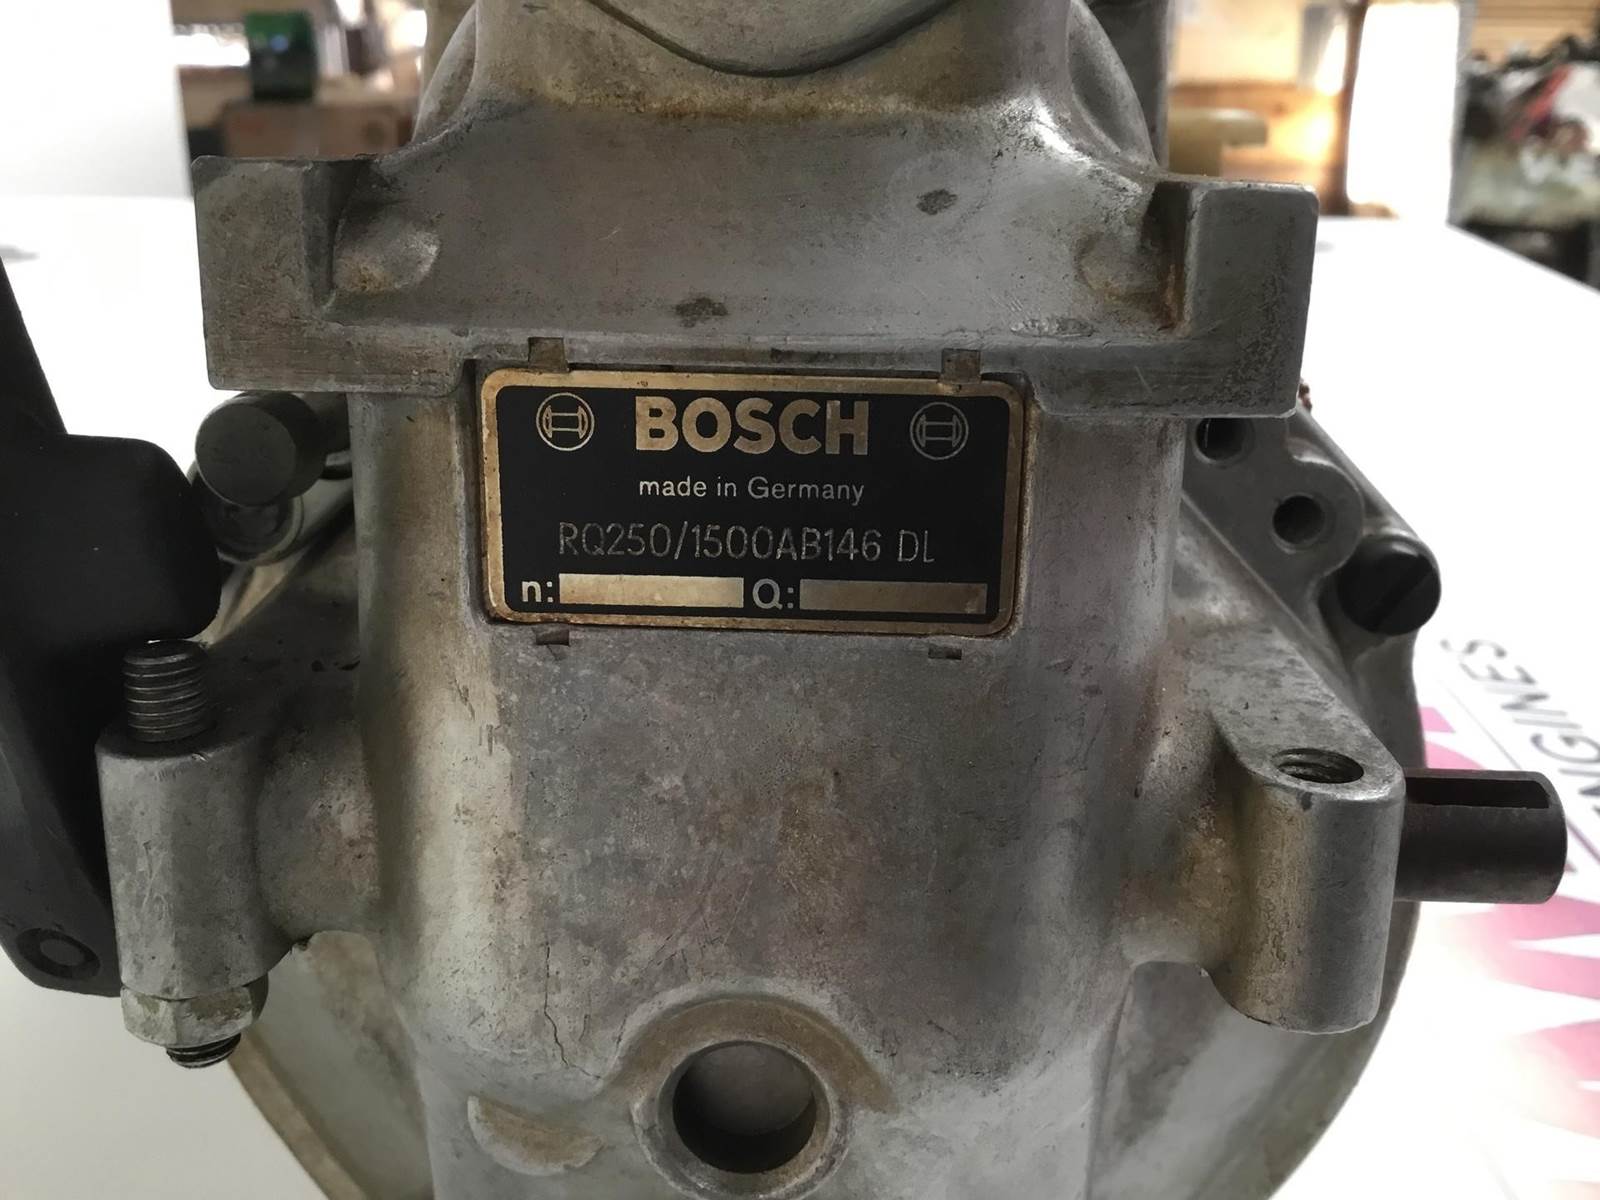 BOSCH
made in Germany
RQ250/1500AB146 DL
n: Q: